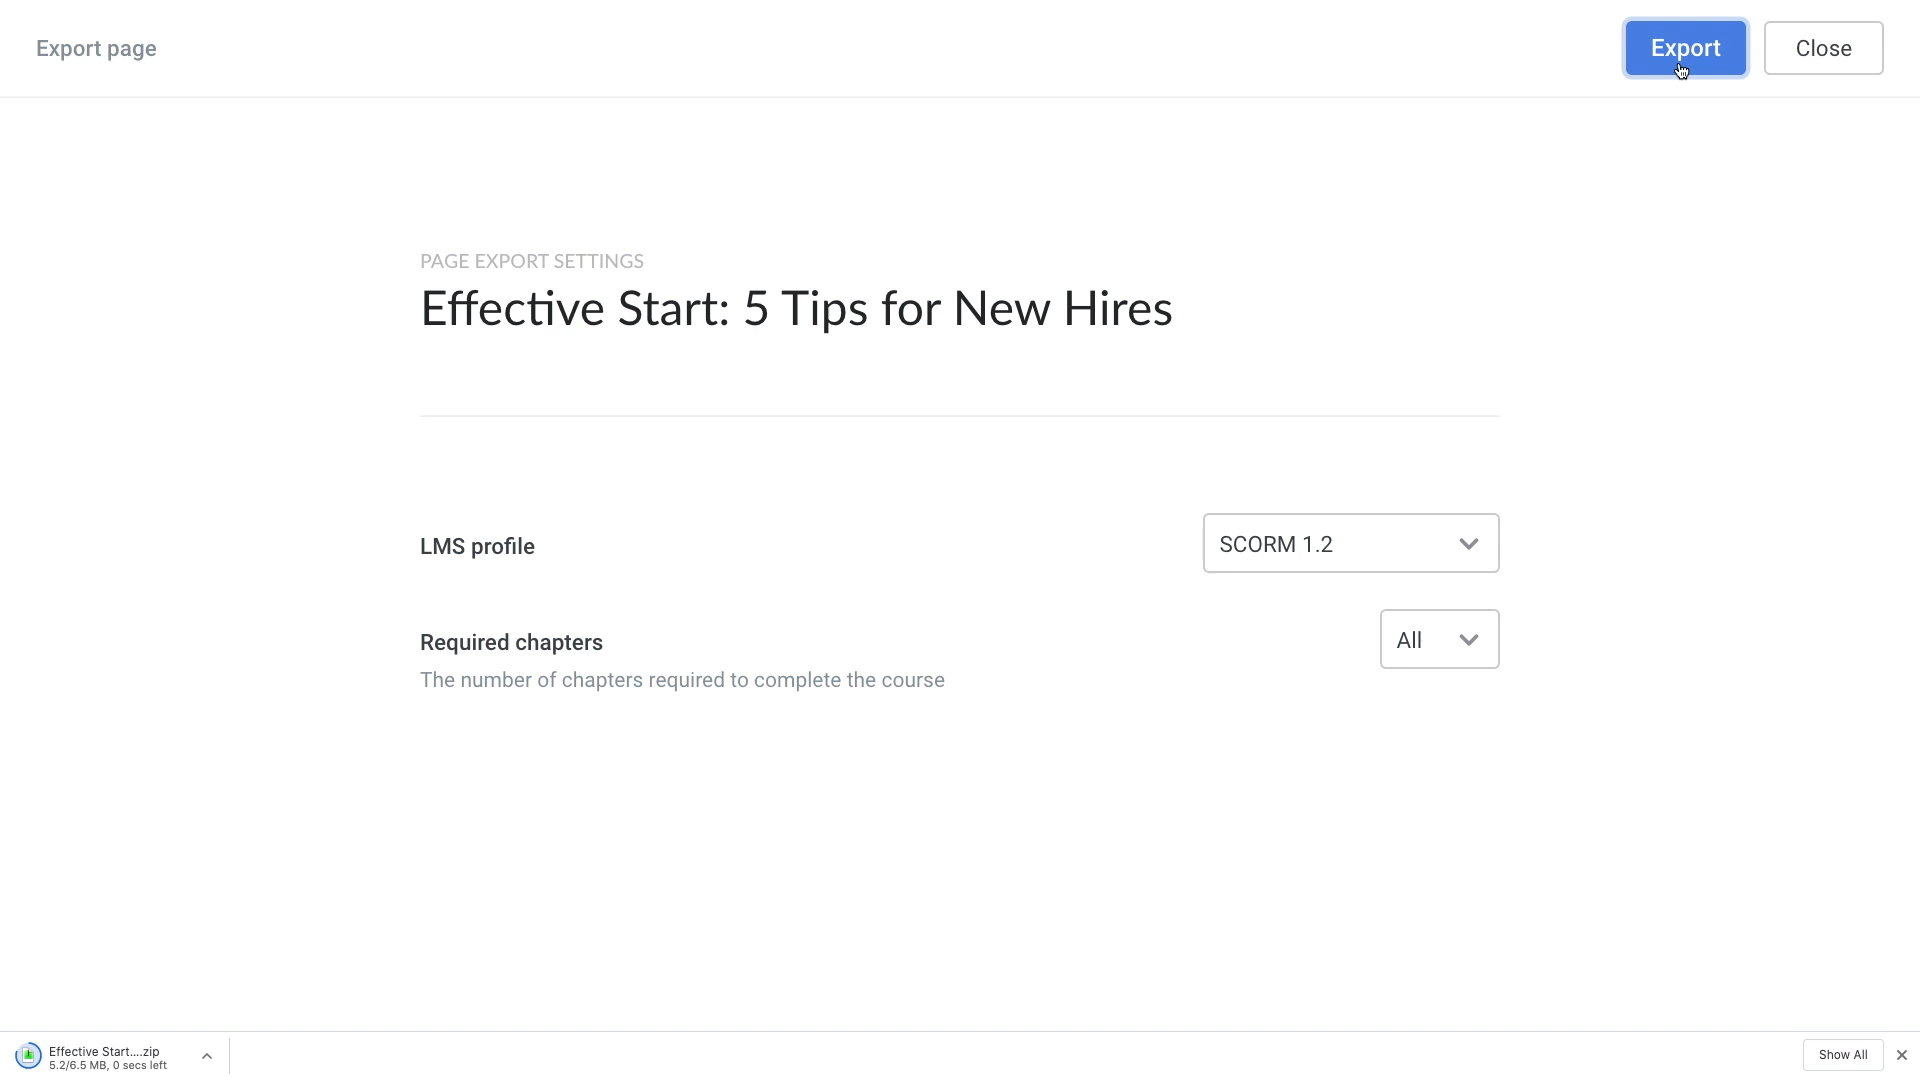 Export page
Export
Close
PAGE EXPORT SETTINGS
Effective Start: 5 Tips for New Hires
LMS profile
SCORM 1.2
Required chapters
All
The number of chapters required to complete the course
Effective Start....zip
5.2/6.5 MB, 0 secs left
Show All